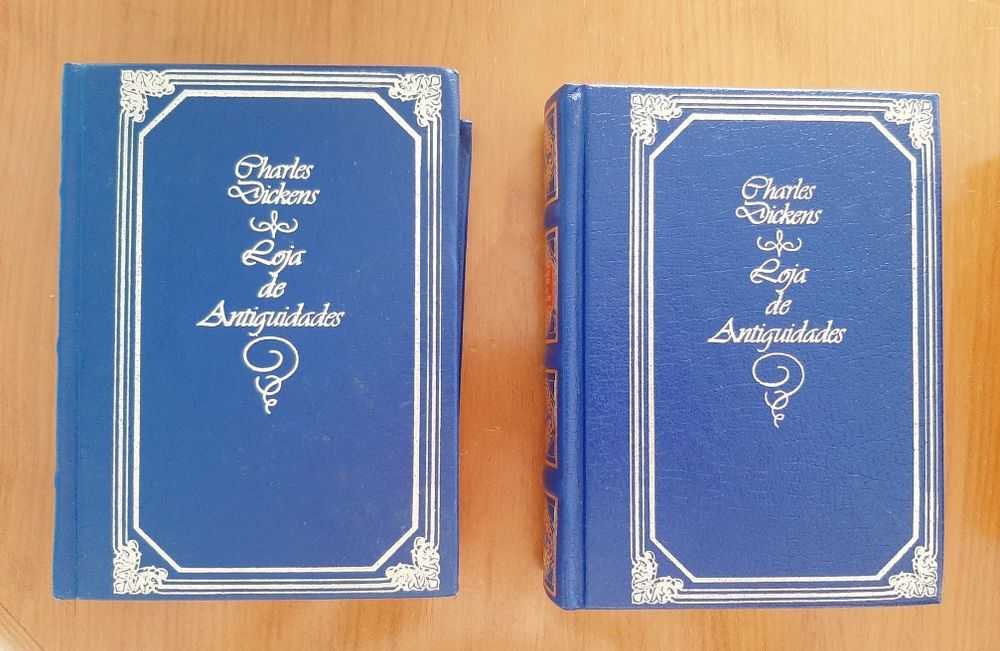 Charles
Dickens
Loja
de
Antiguidades
Charles
Dickens
Loja
de
Antiguidades